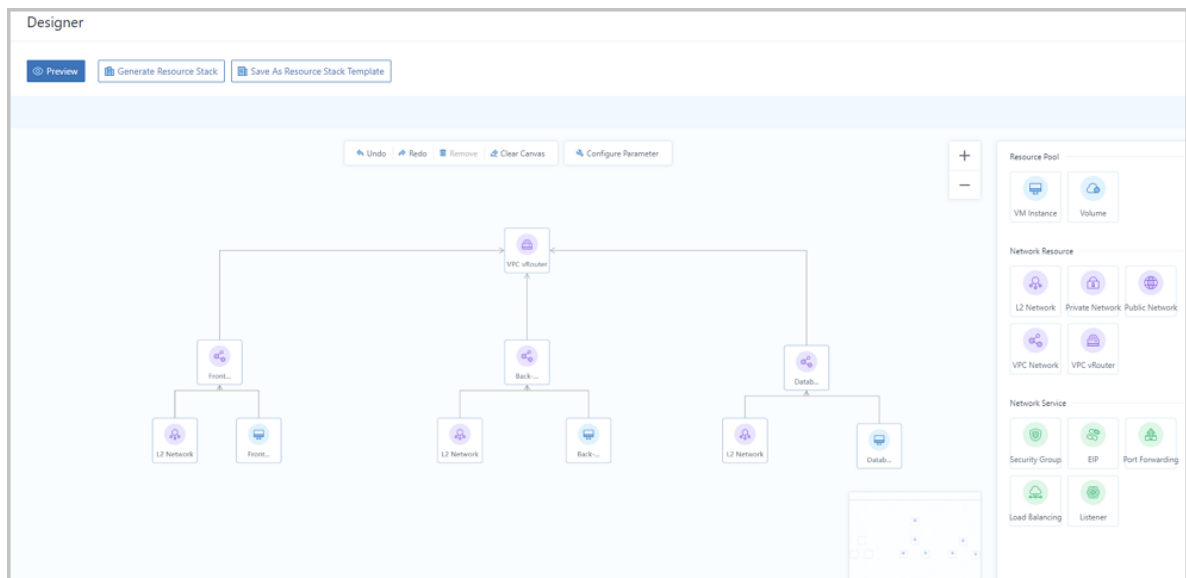 Designer
Preview Generate Resource Stack Save As Resource Stack Template
Undo Redo Remove Clear Canvas Configure Parameter
+
−
Resource Pool
VM Instance Volume
Network Resource
L2 Network Private Network Public Network
VPC Network VPC vRouter
Network Service
Security Group EIP Port Forwarding
Load Balancing Listener
VPC vRouter
Front... Back-... Datab...
L2 Network Front... L2 Network Back-... L2 Network Datab...